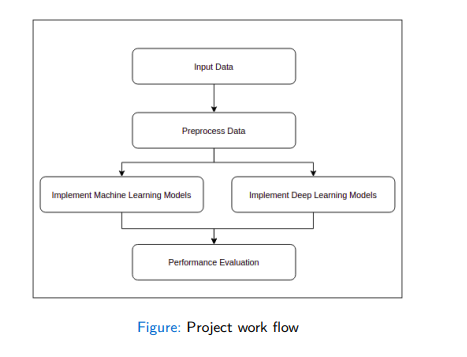 Input Data
Preprocess Data
Implement Machine Learning Models
Implement Deep Learning Models
Performance Evaluation
Figure: Project work flow